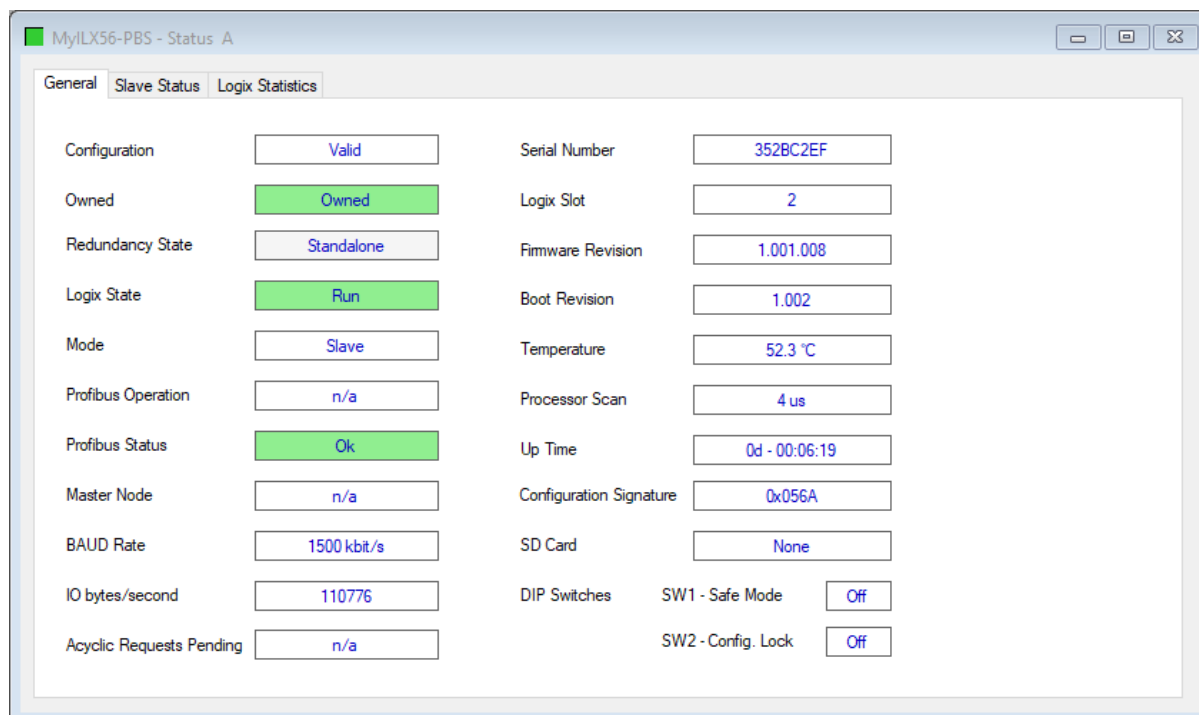 MyILX56-PBS - Status A
General Slave Status Logix Statistics
Configuration Valid Serial Number 352BC2EF
Owned Owned Logix Slot 2
Redundancy State Standalone Firmware Revision 1.001.008
Logix State Run Boot Revision 1.002
Mode Slave Temperature 52.3 °C
Profibus Operation n/a Processor Scan 4 us
Profibus Status Ok Up Time 0d - 00:06:19
Master Node n/a Configuration Signature 0x056A
BAUD Rate 1500 kbit/s SD Card None
IO bytes/second 110776 DIP Switches SW1 - Safe Mode Off
Acyclic Requests Pending n/a SW2 - Config. Lock Off